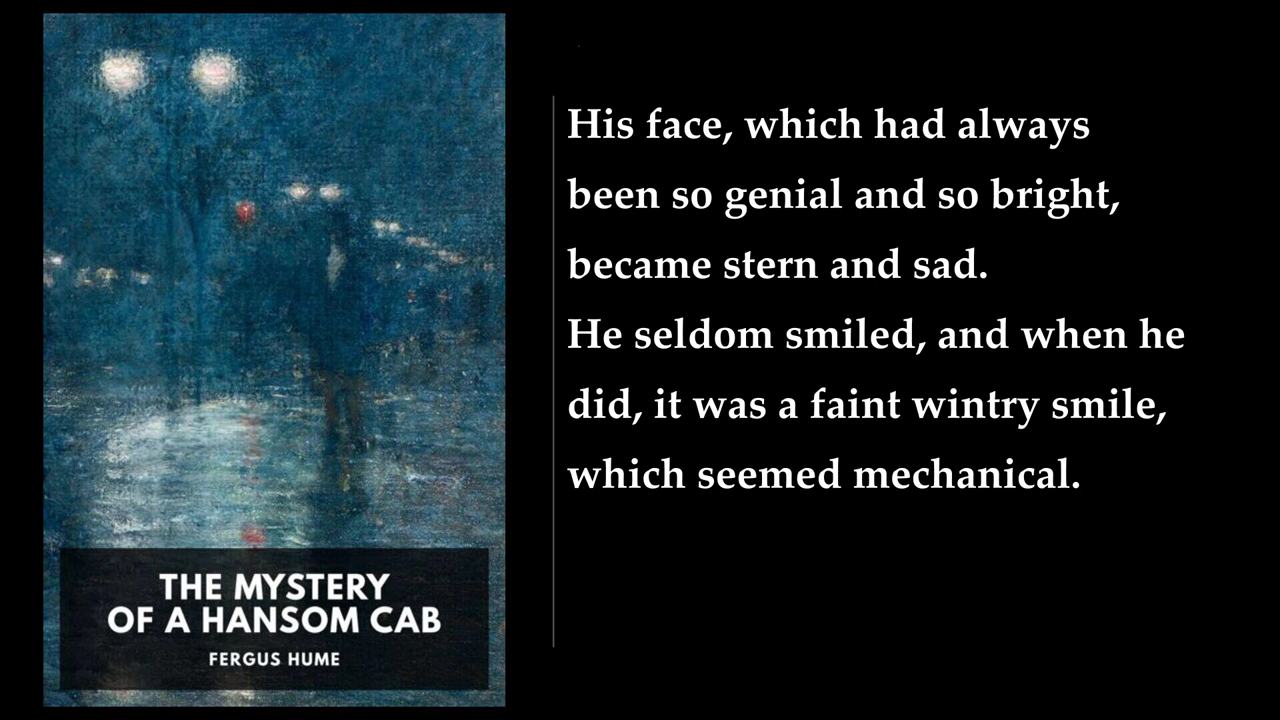 THE MYSTERY
OF A HANSOM CAB
FERGUS HUME
His face, which had always
been so genial and so bright,
became stern and sad.
He seldom smiled, and when he
did, it was a faint wintry smile,
which seemed mechanical.